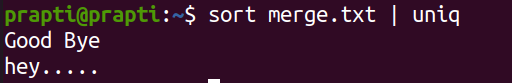 prapti@prapti:~$ sort merge.txt | uniq
Good Bye
hey.....